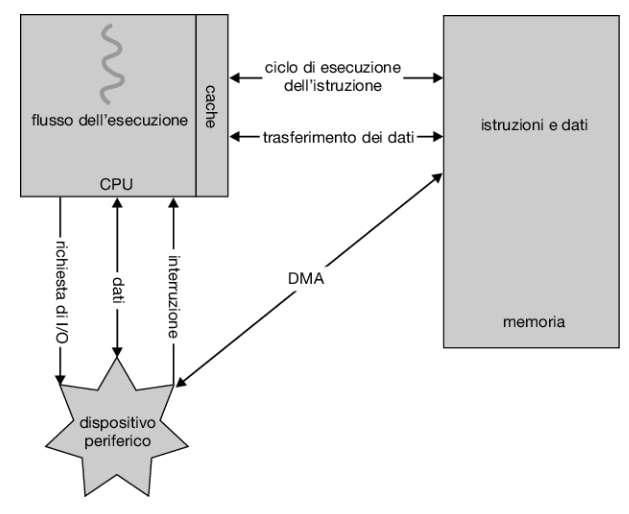 ciclo di esecuzione
dell'istruzione
flusso dell'esecuzione
cache
istruzioni e dati
trasferimento dei dati
CPU
richiesta di I/O
dati
interruzione
DMA
memoria
dispositivo
periferico